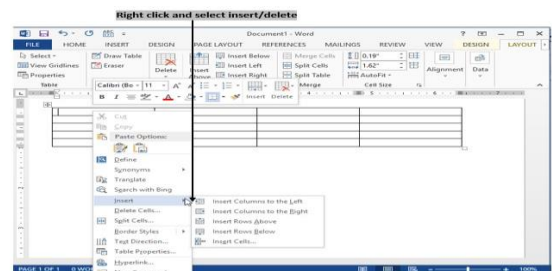 Right click and select insert/delete
Document1 - Word
FILE HOME INSERT DESIGN PAGE LAYOUT REFERENCES MAILINGS REVIEW VIEW DESIGN LAYOUT
Select Draw Table Insert Below Merge Cells 0.19"
View Gridlines Eraser Delete Insert Above Insert Left Split Cells 1.62" Alignment Data
Properties Insert Right Split Table AutoFit
Table Merge Cell Size
Calibri (Bo 11 A A
B I Insert Delete
Cut
Copy
Paste Options:
Define
Synonyms
Translate
Search with Bing
Insert
Insert Columns to the Left
Delete Cells...
Insert Columns to the Right
Split Cells...
Insert Rows Above
Border Styles
Insert Rows Below
Text Direction...
Insert Cells...
Table Properties...
Hyperlink...
PAGE 1 OF 1 0 WO
100%